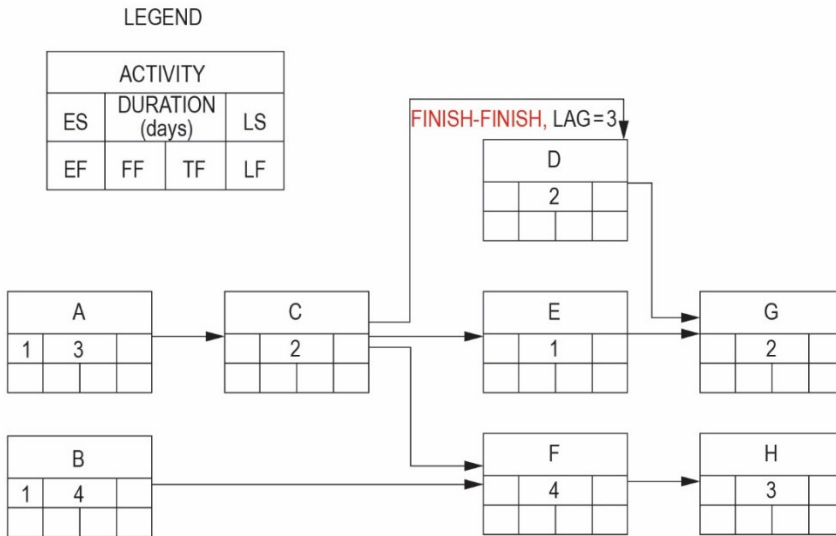 LEGEND
ACTIVITY
ES DURATION (days) LS
EF FF TF LF
FINISH-FINISH, LAG=3
D
2
A
1 3
C
2
E
1
G
2
B
1 4
F
4
H
3